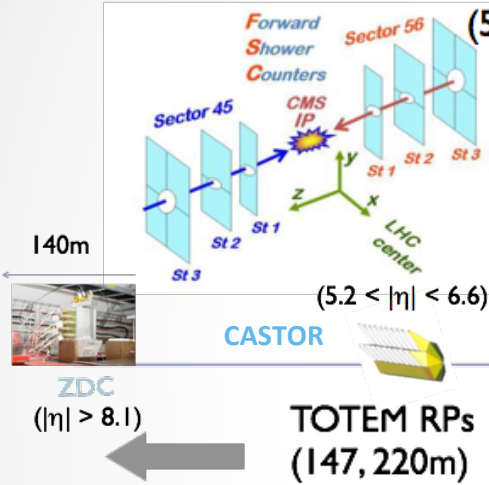 (5
Forward
Shower
Counters
Sector 56
Sector 45
CMS
IP
St 1
St 2
St 3
y
z
x
St 1
St 2
St 3
LHC
center
140m
(5.2 < |η| < 6.6)
CASTOR
ZDC
(|η| > 8.1)
TOTEM RPs
(147, 220m)